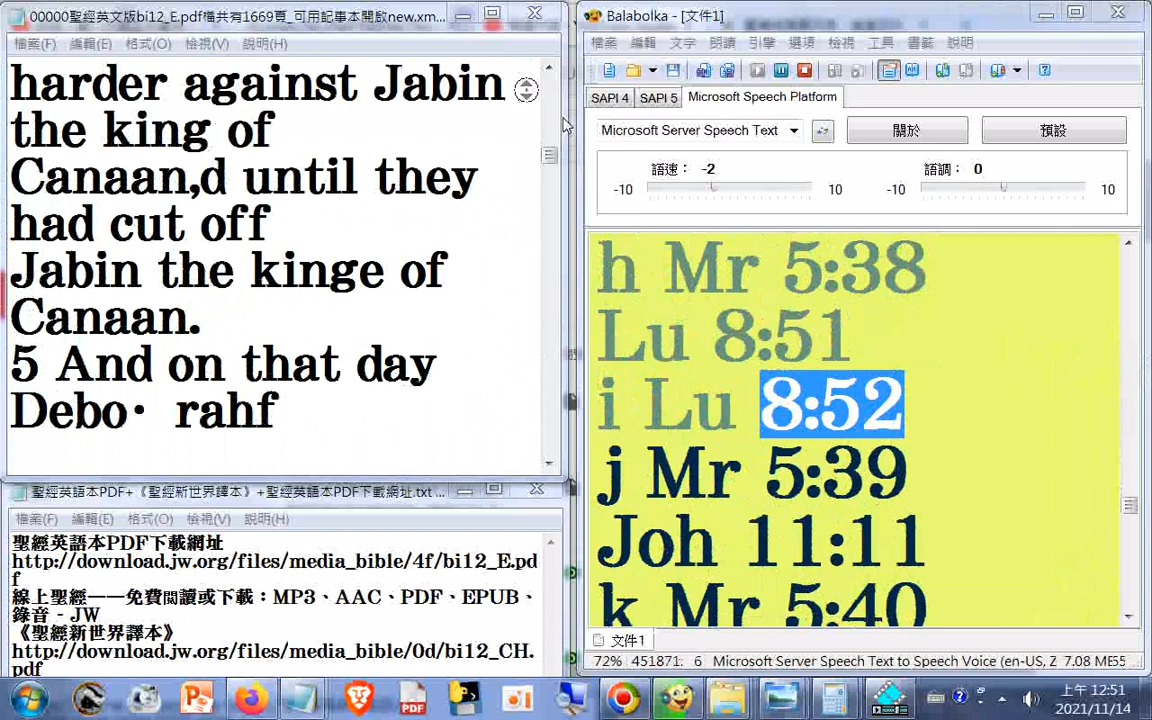 00000聖經英文版bi12_E.pdf檔共有1669頁_可用記事本開啟new.xm...
檔案(F) 編輯(E) 格式(O) 檢視(V) 說明(H)
harder against Jabin
the king of
Canaan,d until they
had cut off
Jabin the kinge of
Canaan.
5 And on that day
Debo· rahf
聖經英語本PDF+《聖經新世界譯本》+聖經英語本PDF下載網址.txt ...
檔案(F) 編輯(E) 格式(O) 檢視(V) 說明(H)
聖經英語本PDF下載網址
http://download.jw.org/files/media_bible/4f/bi12_E.pd
f
線上聖經——免費閱讀或下載：MP3、AAC、PDF、EPUB、
錄音 - JW
《聖經新世界譯本》
http://download.jw.org/files/media_bible/0d/bi12_CH.
pdf
Balabolka - [文件1]
檔案 編輯 文字 朗讀 引擎 選項 檢視 工具 書籤 說明
SAPI 4 SAPI 5 Microsoft Speech Platform
Microsoft Server Speech Text 關於 預設
語速： -2 語調： 0
-10 10 -10 10
h Mr 5:38
Lu 8:51
i Lu 8:52
j Mr 5:39
Joh 11:11
k Mr 5:40
文件1
72% 451871. 6 Microsoft Server Speech Text to Speech Voice (en-US, Z 7.08 ME55
上午 12:51
2021/11/14